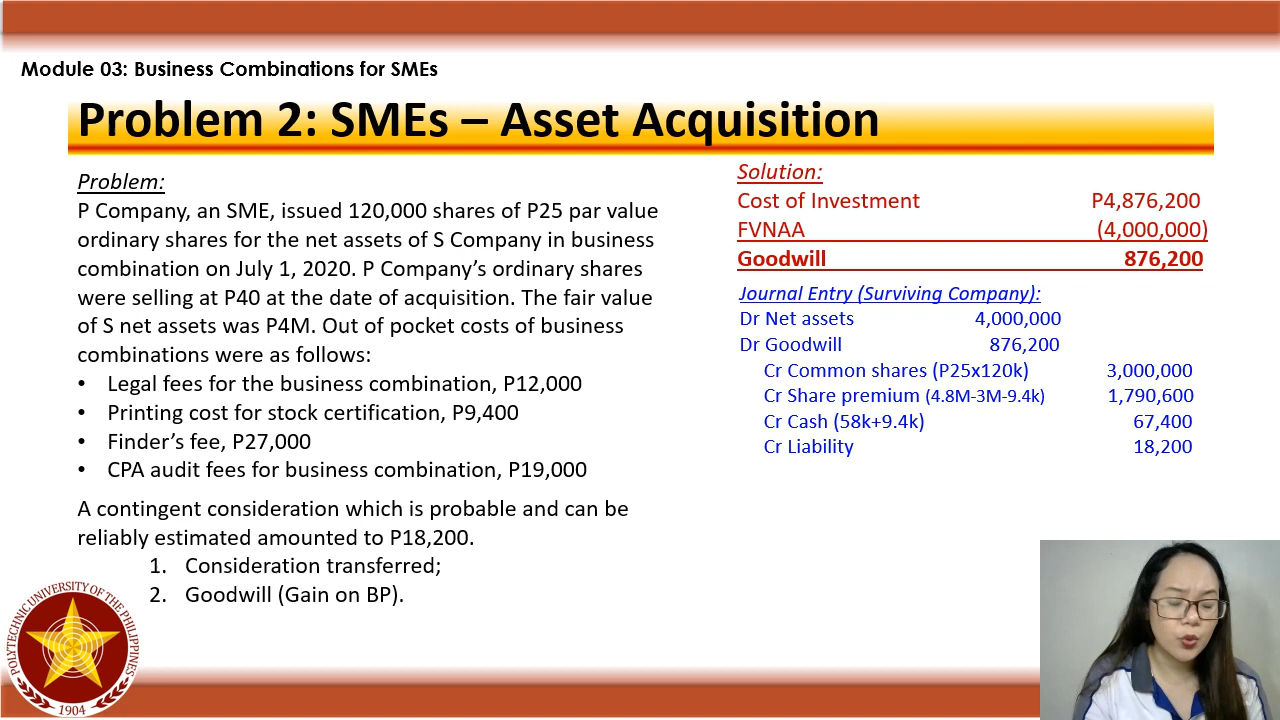 Module 03: Business Combinations for SMEs
Problem 2: SMEs – Asset Acquisition
Problem:
P Company, an SME, issued 120,000 shares of P25 par value
ordinary shares for the net assets of S Company in business
combination on July 1, 2020. P Company’s ordinary shares
were selling at P40 at the date of acquisition. The fair value
of S net assets was P4M. Out of pocket costs of business
combinations were as follows:
• Legal fees for the business combination, P12,000
• Printing cost for stock certification, P9,400
• Finder’s fee, P27,000
• CPA audit fees for business combination, P19,000
A contingent consideration which is probable and can be
reliably estimated amounted to P18,200.
1. Consideration transferred;
2. Goodwill (Gain on BP).
Solution:
Cost of Investment P4,876,200
FVNAA (4,000,000)
Goodwill 876,200
Journal Entry (Surviving Company):
Dr Net assets 4,000,000
Dr Goodwill 876,200
Cr Common shares (P25x120k) 3,000,000
Cr Share premium (4.8M-3M-9.4k) 1,790,600
Cr Cash (58k+9.4k) 67,400
Cr Liability 18,200
POLYTECHNIC UNIVERSITY OF THE PHILIPPINES
1904